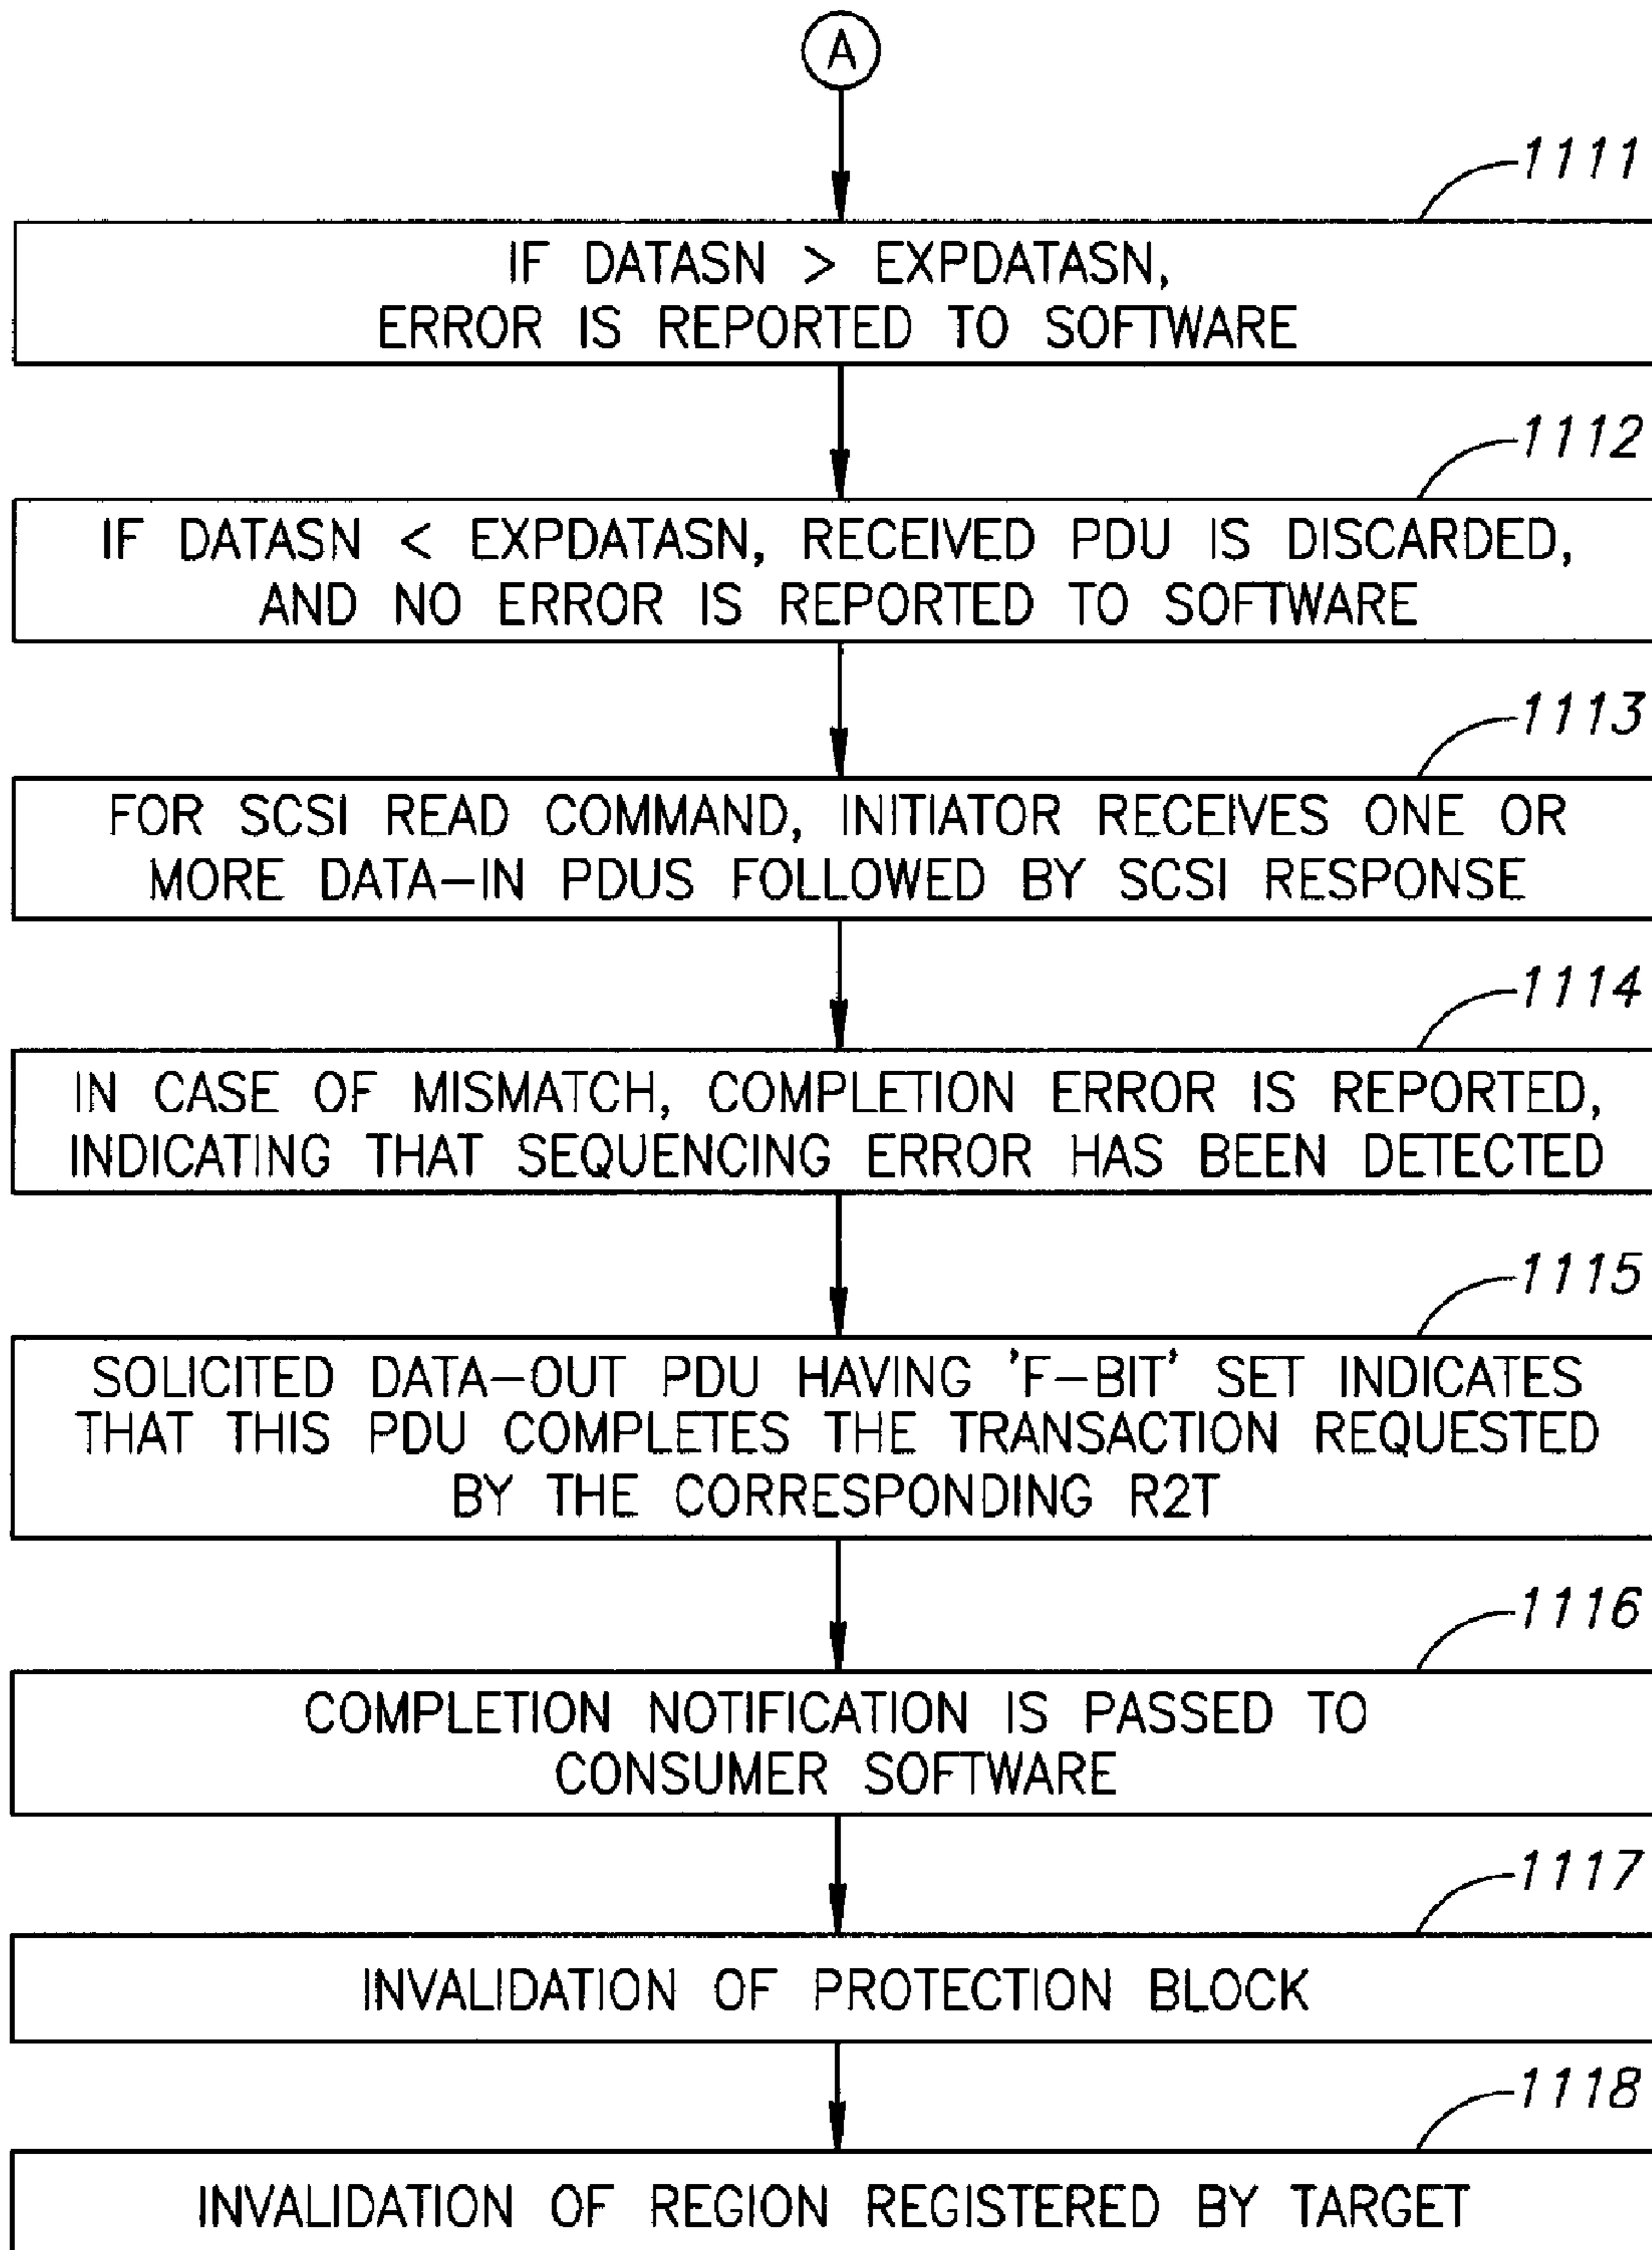 A
1111
IF DATASN > EXPDATASN,
ERROR IS REPORTED TO SOFTWARE
1112
IF DATASN < EXPDATASN, RECEIVED PDU IS DISCARDED,
AND NO ERROR IS REPORTED TO SOFTWARE
1113
FOR SCSI READ COMMAND, INITIATOR RECEIVES ONE OR
MORE DATA-IN PDUS FOLLOWED BY SCSI RESPONSE
1114
IN CASE OF MISMATCH, COMPLETION ERROR IS REPORTED,
INDICATING THAT SEQUENCING ERROR HAS BEEN DETECTED
1115
SOLICITED DATA-OUT PDU HAVING 'F-BIT' SET INDICATES
THAT THIS PDU COMPLETES THE TRANSACTION REQUESTED
BY THE CORRESPONDING R2T
1116
COMPLETION NOTIFICATION IS PASSED TO
CONSUMER SOFTWARE
1117
INVALIDATION OF PROTECTION BLOCK
1118
INVALIDATION OF REGION REGISTERED BY TARGET